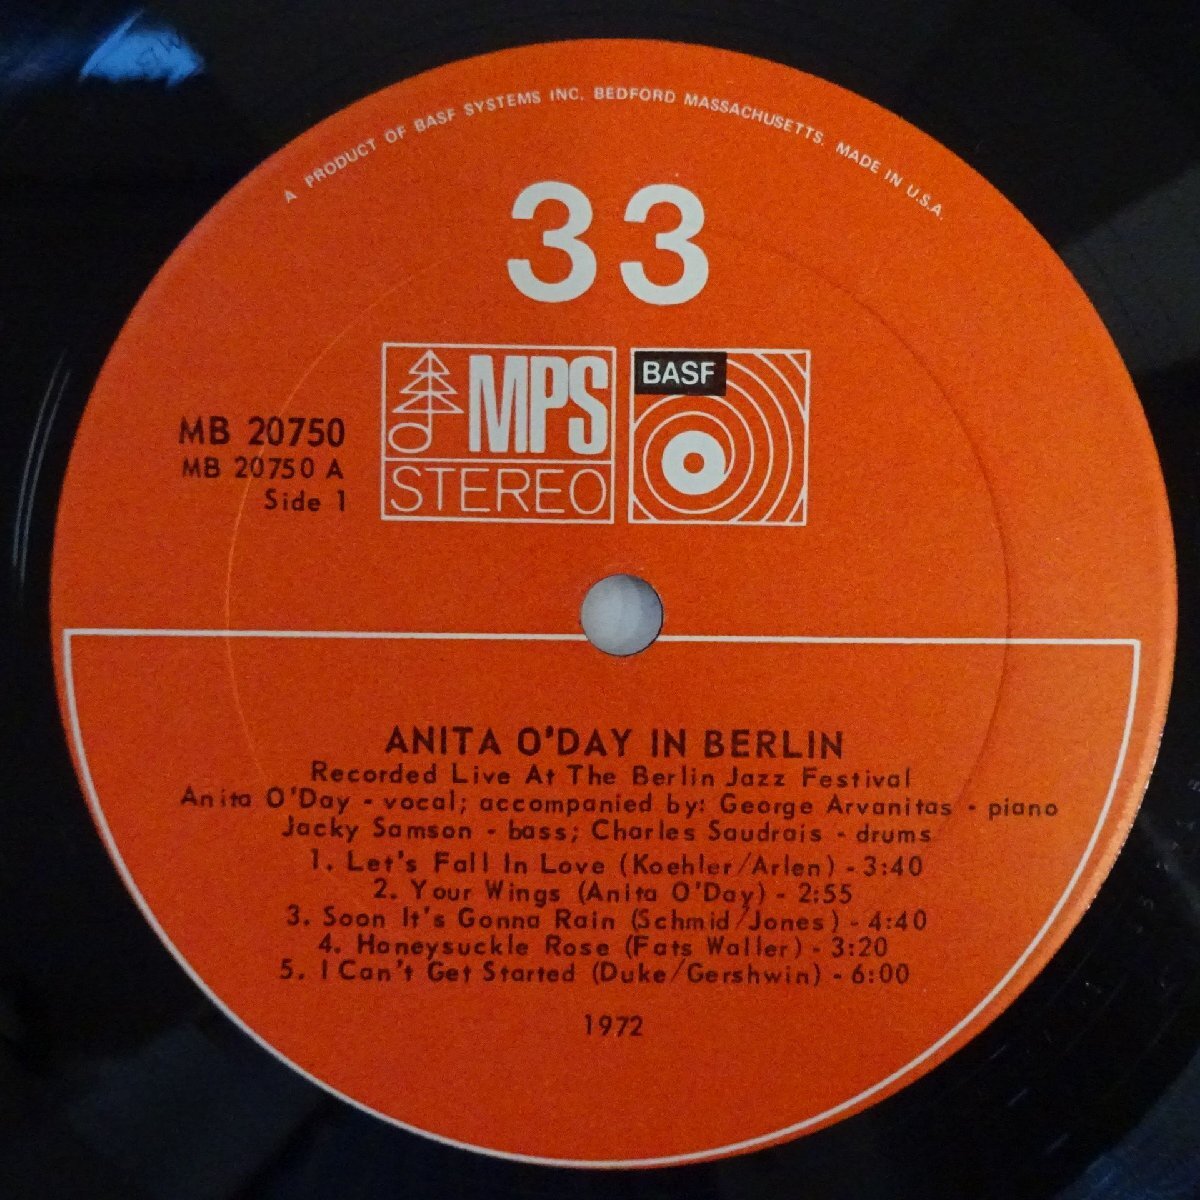 A PRODUCT OF BASF SYSTEMS INC. BEDFORD MASSACHUSETTS. MADE IN U.S.A.
33
MPS
STEREO
BASF
MB 20750
MB 20750 A
Side 1
ANITA O'DAY IN BERLIN
Recorded Live At The Berlin Jazz Festival
Anita O'Day - vocal; accompanied by: George Arvanitas - piano
Jacky Samson - bass; Charles Saudrais - drums
1. Let's Fall In Love (Koehler/Arlen) - 3:40
2. Your Wings (Anita O'Day) - 2:55
3. Soon It's Gonna Rain (Schmid/Jones) - 4:40
4. Honeysuckle Rose (Fats Waller) - 3:20
5. I Can't Get Started (Duke/Gershwin) - 6:00
1972